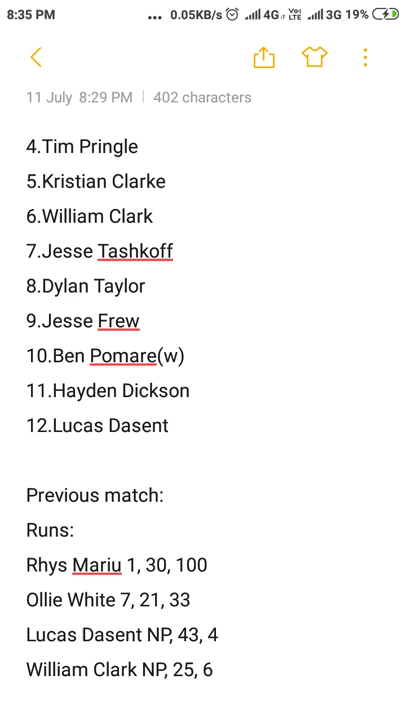 8:35 PM ... 0.05KB/s 4G VoLTE 3G 19%
11 July 8:29 PM | 402 characters
4.Tim Pringle
5.Kristian Clarke
6.William Clark
7.Jesse Tashkoff
8.Dylan Taylor
9.Jesse Frew
10.Ben Pomare(w)
11.Hayden Dickson
12.Lucas Dasent
Previous match:
Runs:
Rhys Mariu 1, 30, 100
Ollie White 7, 21, 33
Lucas Dasent NP, 43, 4
William Clark NP, 25, 6